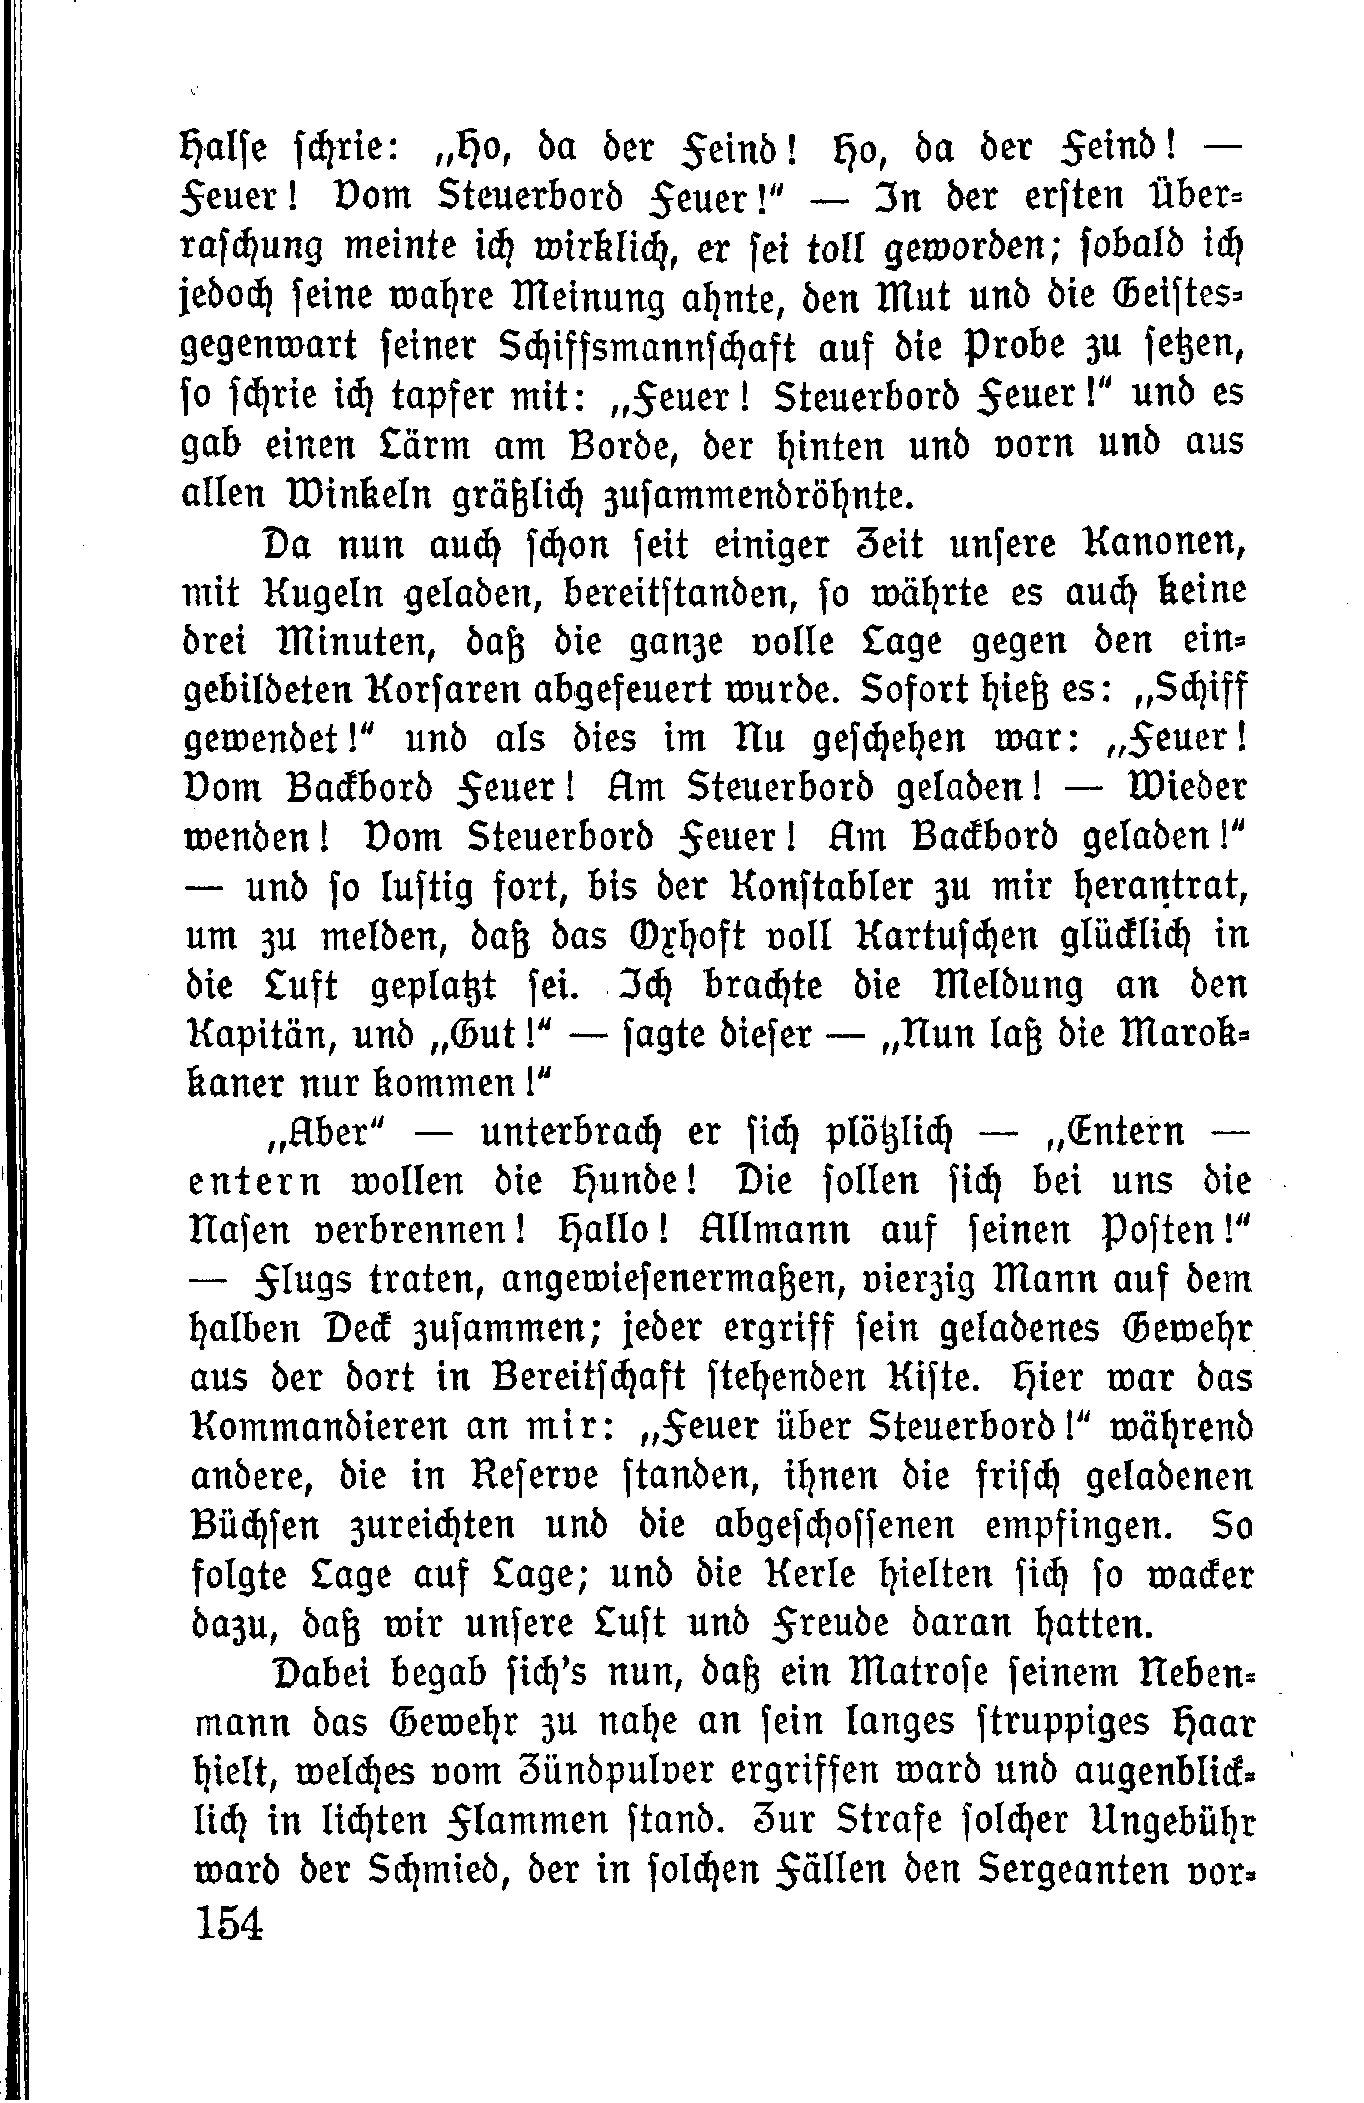 Halse schrie: „Ho, da der Feind! Ho, da der Feind! —
Feuer! Vom Steuerbord Feuer!“ — In der ersten Über-
raschung meinte ich wirklich, er sei toll geworden; sobald ich
jedoch seine wahre Meinung ahnte, den Mut und die Geistes-
gegenwart seiner Schiffsmannschaft auf die Probe zu setzen,
so schrie ich tapfer mit: „Feuer! Steuerbord Feuer!“ und es
gab einen Lärm am Borde, der hinten und vorn und aus
allen Winkeln gräßlich zusammendröhnte.
Da nun auch schon seit einiger Zeit unsere Kanonen,
mit Kugeln geladen, bereitstanden, so währte es auch keine
drei Minuten, daß die ganze volle Lage gegen den ein-
gebildeten Korsaren abgefeuert wurde. Sofort hieß es: „Schiff
gewendet!“ und als dies im Nu geschehen war: „Feuer!
Vom Backbord Feuer! Am Steuerbord geladen! — Wieder
wenden! Vom Steuerbord Feuer! Am Backbord geladen!“
— und so lustig fort, bis der Konstabler zu mir herantrat,
um zu melden, daß das Oxhoft voll Kartuschen glücklich in
die Luft geplatzt sei. Ich brachte die Meldung an den
Kapitän, und „Gut!“ — sagte dieser — „Nun laß die Marok-
kaner nur kommen!“
„Aber“ — unterbrach er sich plötzlich — „Entern —
entern wollen die Hunde! Die sollen sich bei uns die
Nasen verbrennen! Hallo! Allmann auf seinen Posten!“
— Flugs traten, angewiesenermaßen, vierzig Mann auf dem
halben Deck zusammen; jeder ergriff sein geladenes Gewehr
aus der dort in Bereitschaft stehenden Kiste. Hier war das
Kommandieren an mir: „Feuer über Steuerbord!“ während
andere, die in Reserve standen, ihnen die frisch geladenen
Büchsen zureichten und die abgeschossenen empfingen. So
folgte Lage auf Lage; und die Kerle hielten sich so wacker
dazu, daß wir unsere Lust und Freude daran hatten.
Dabei begab sich's nun, daß ein Matrose seinem Neben-
mann das Gewehr zu nahe an sein langes struppiges Haar
hielt, welches vom Zündpulver ergriffen ward und augenblick-
lich in lichten Flammen stand. Zur Strafe solcher Ungebühr
ward der Schmied, der in solchen Fällen den Sergeanten vor-
154